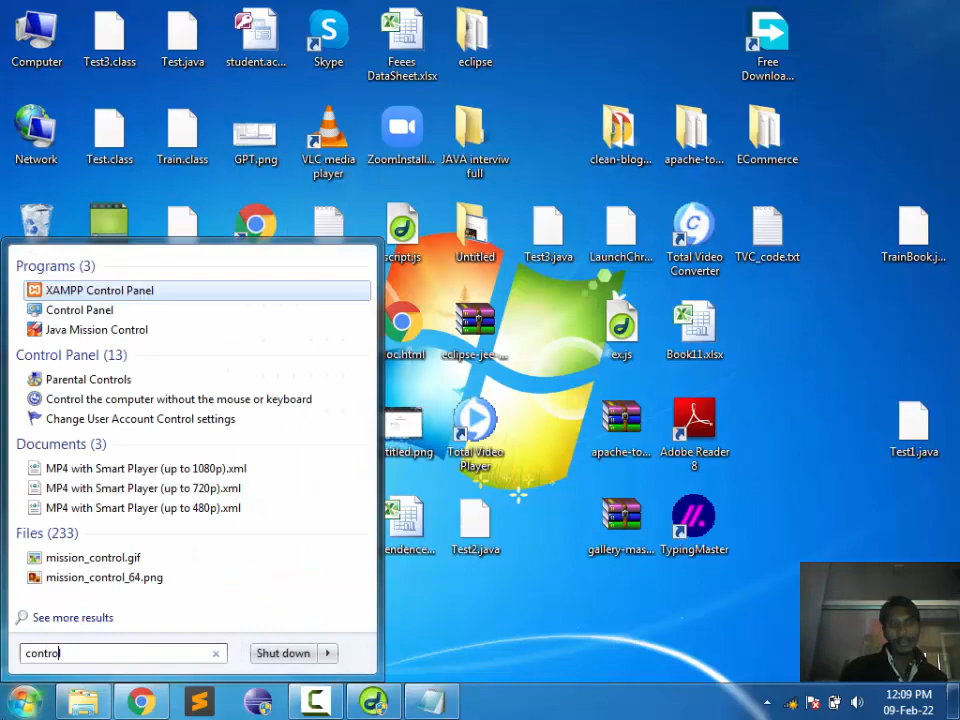 Computer
Test3.class
Test.java
student.ac...
Skype
Feees
DataSheet.xlsx
eclipse
Free
Downloa...
Network
Test.class
Train.class
GPT.png
VLC media
player
ZoomInstall...
JAVA interviw
full
clean-blog...
apache-to...
ECommerce
script.js
Untitled
Test3.java
LaunchChr...
Total Video
Converter
TVC_code.txt
TrainBook.j...
Programs (3)
XAMPP Control Panel
Control Panel
Java Mission Control
Control Panel (13)
Parental Controls
Control the computer without the mouse or keyboard
Change User Account Control settings
Documents (3)
MP4 with Smart Player (up to 1080p).xml
MP4 with Smart Player (up to 720p).xml
MP4 with Smart Player (up to 480p).xml
Files (233)
mission_control.gif
mission_control_64.png
See more results
control
Shut down
oc.html
eclipse-jee-...
ex.js
Book11.xlsx
titled.png
Total Video
Player
apache-to...
Adobe Reader
8
Test1.java
endence...
Test2.java
gallery-mas...
TypingMaster
12:09 PM
09-Feb-22